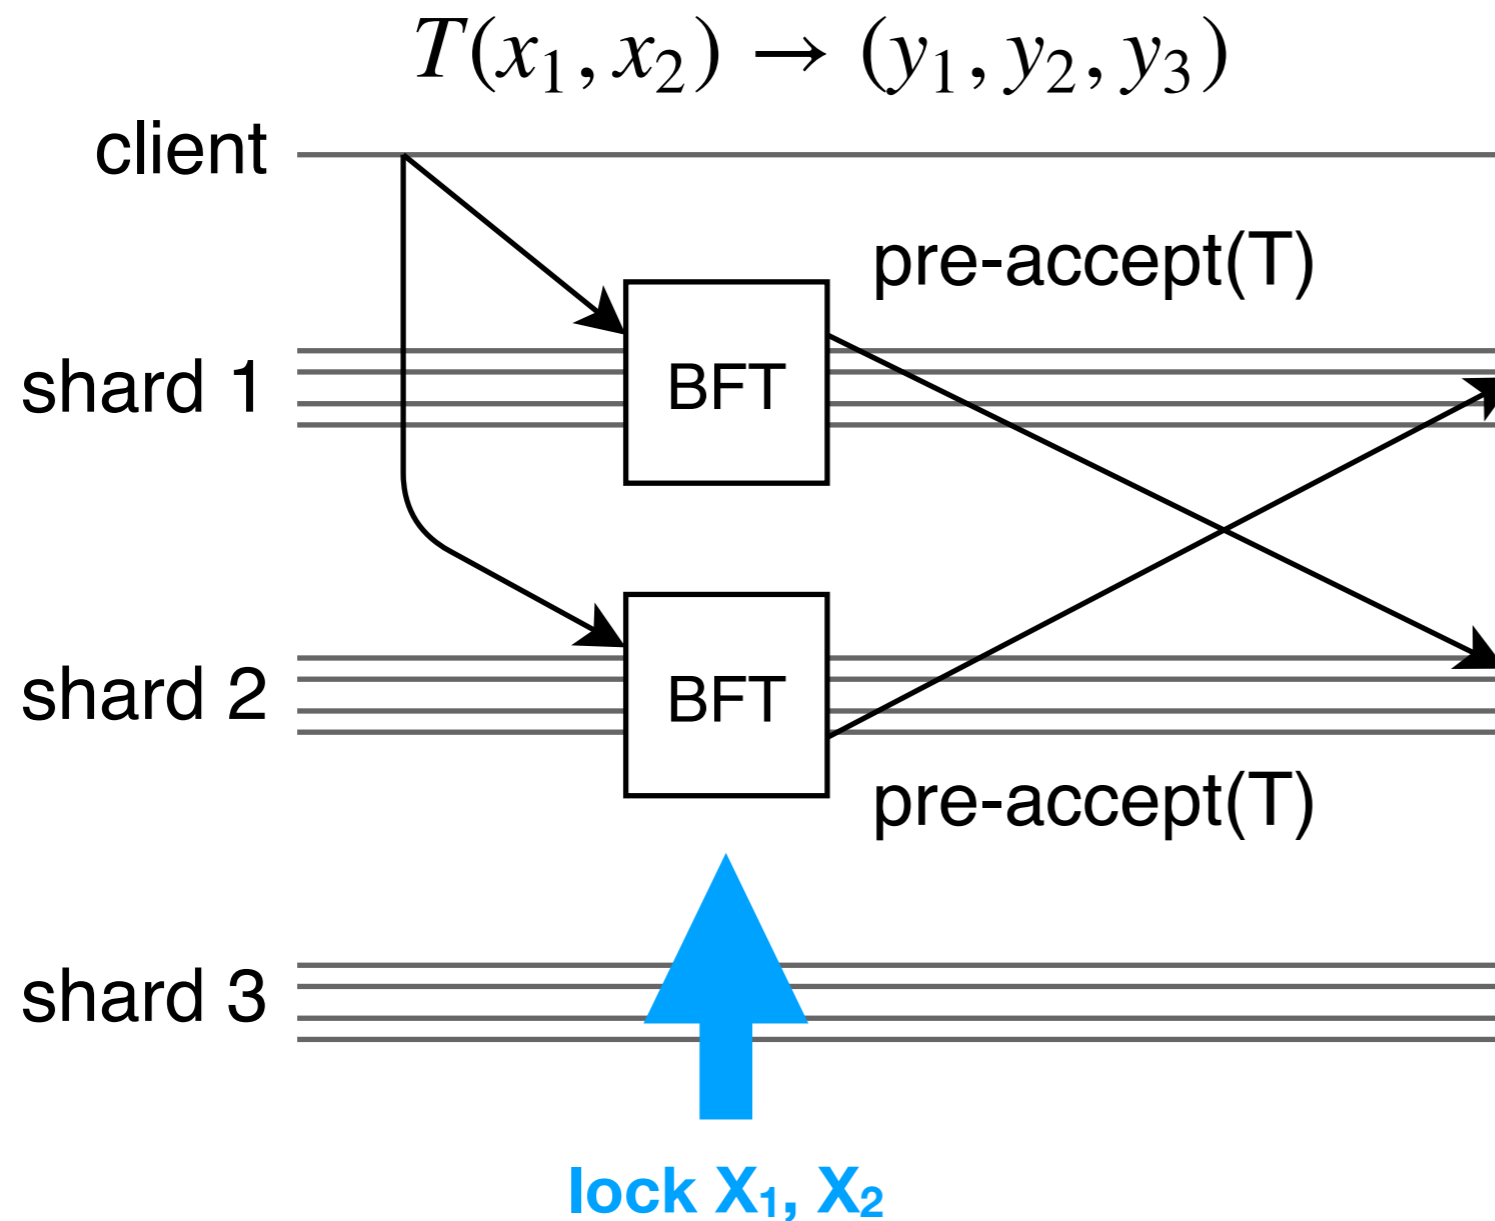 T(x₁, x₂) → (y₁, y₂, y₃)
client
pre-accept(T)
shard 1
BFT
shard 2
BFT
pre-accept(T)
shard 3
lock X₁, X₂